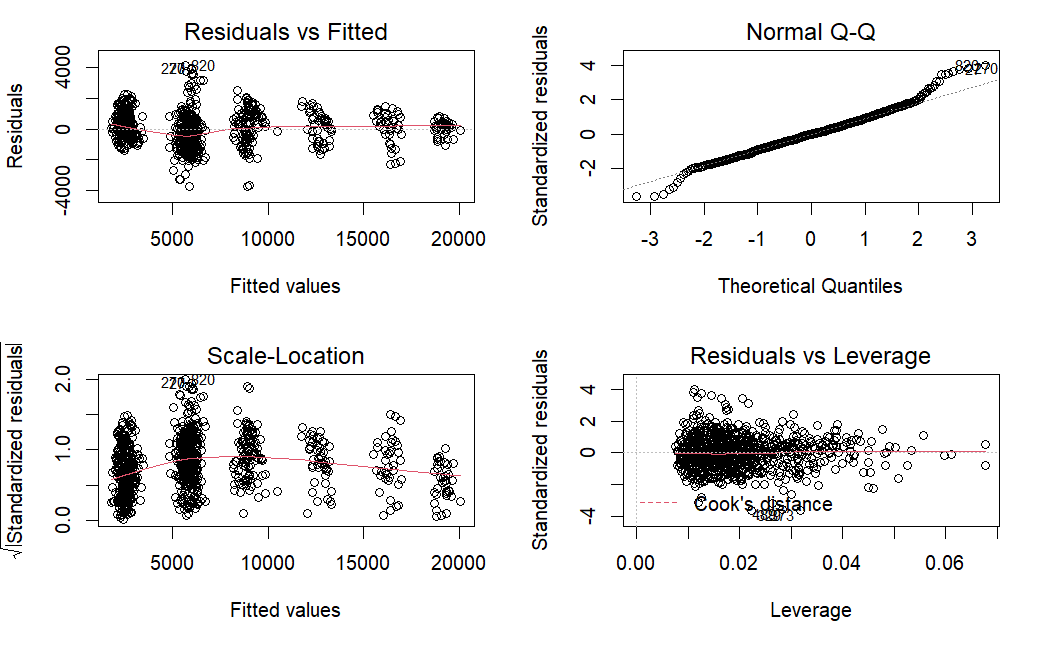 Residuals vs Fitted
Residuals
-4000 0 4000
820
5000 10000 15000 20000
Fitted values
Normal Q-Q
Standardized residuals
-2 0 2 4
-3 -2 -1 0 1 2 3
Theoretical Quantiles
Scale-Location
√|Standardized residuals|
0.0 1.0 2.0
820
5000 10000 15000 20000
Fitted values
Residuals vs Leverage
Standardized residuals
-4 0 2 4
Cook's distance
0.00 0.02 0.04 0.06
Leverage